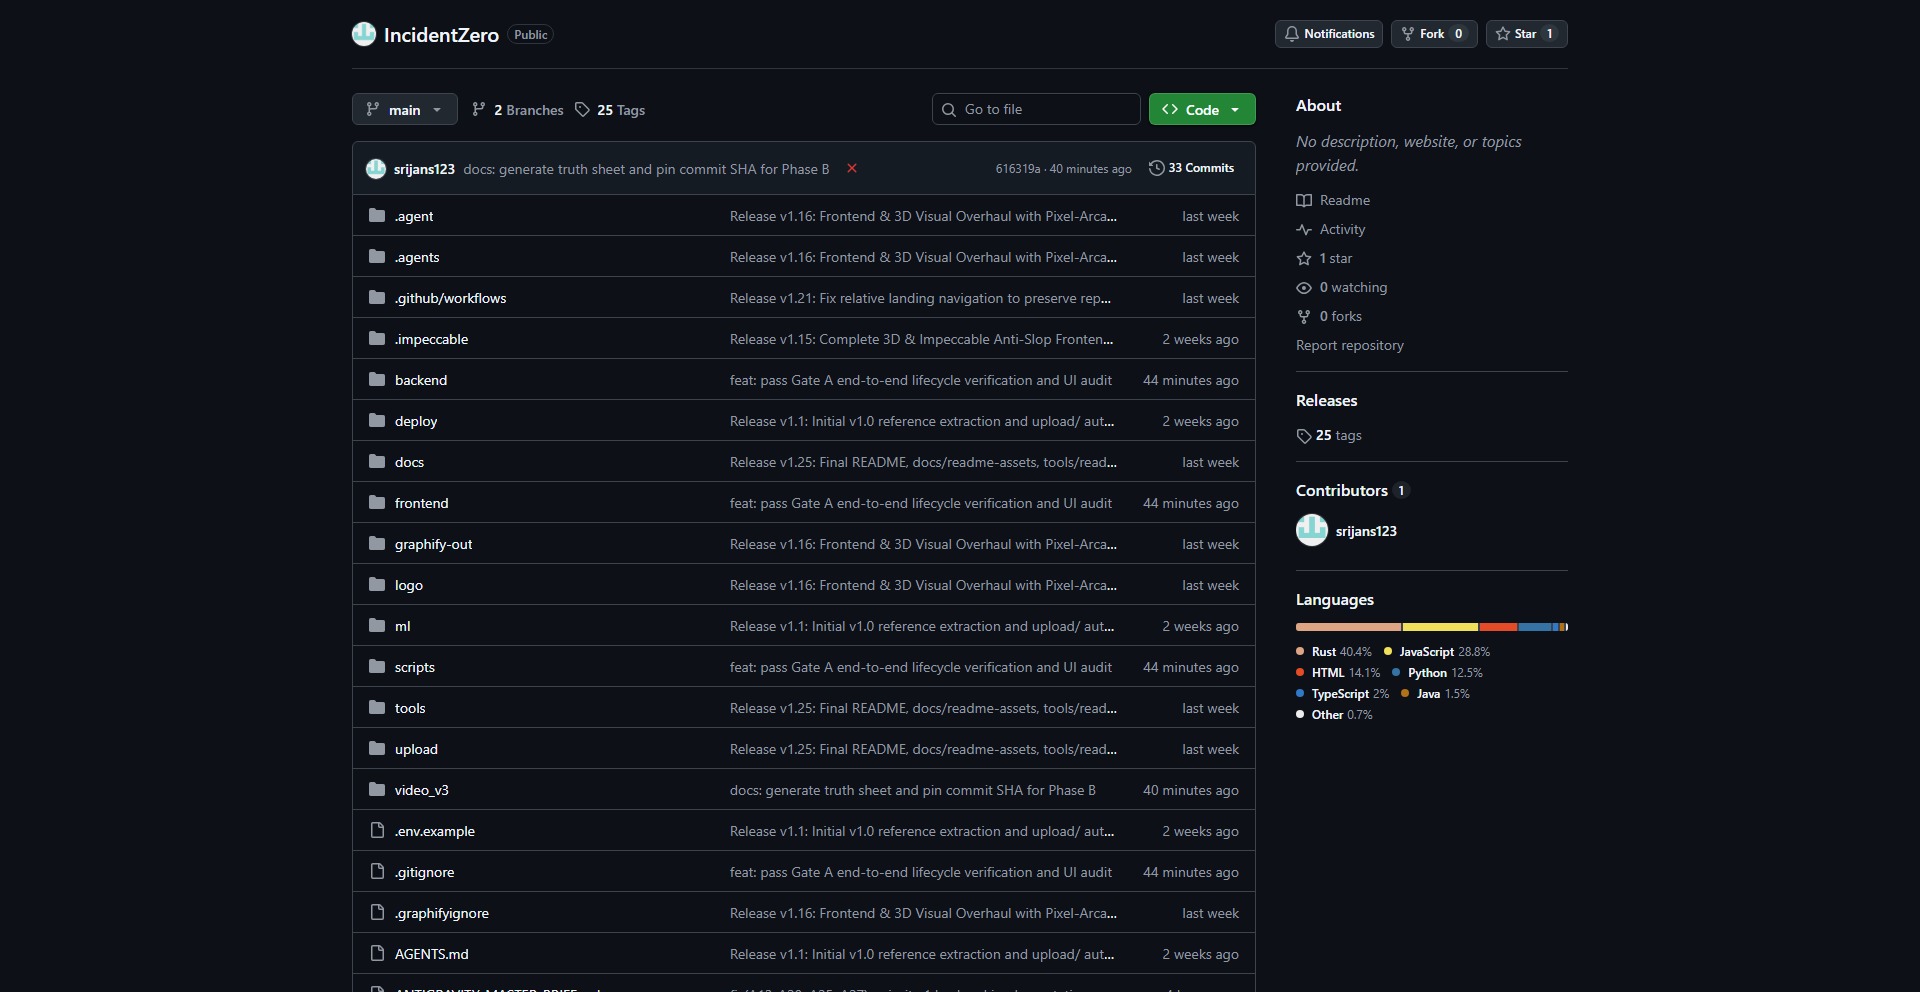 IncidentZero Public
Notifications
Fork 0
Star 1
main
2 Branches
25 Tags
Go to file
Code
srijans123 docs: generate truth sheet and pin commit SHA for Phase B 616319a · 40 minutes ago 33 Commits
.agent Release v1.16: Frontend & 3D Visual Overhaul with Pixel-Arca... last week
.agents Release v1.16: Frontend & 3D Visual Overhaul with Pixel-Arca... last week
.github/workflows Release v1.21: Fix relative landing navigation to preserve rep... last week
.impeccable Release v1.15: Complete 3D & Impeccable Anti-Slop Fronten... 2 weeks ago
backend feat: pass Gate A end-to-end lifecycle verification and UI audit 44 minutes ago
deploy Release v1.1: Initial v1.0 reference extraction and upload/ aut... 2 weeks ago
docs Release v1.25: Final README, docs/readme-assets, tools/read... last week
frontend feat: pass Gate A end-to-end lifecycle verification and UI audit 44 minutes ago
graphify-out Release v1.16: Frontend & 3D Visual Overhaul with Pixel-Arca... last week
logo Release v1.16: Frontend & 3D Visual Overhaul with Pixel-Arca... last week
ml Release v1.1: Initial v1.0 reference extraction and upload/ aut... 2 weeks ago
scripts feat: pass Gate A end-to-end lifecycle verification and UI audit 44 minutes ago
tools Release v1.25: Final README, docs/readme-assets, tools/read... last week
upload Release v1.25: Final README, docs/readme-assets, tools/read... last week
video_v3 docs: generate truth sheet and pin commit SHA for Phase B 40 minutes ago
.env.example Release v1.1: Initial v1.0 reference extraction and upload/ aut... 2 weeks ago
.gitignore feat: pass Gate A end-to-end lifecycle verification and UI audit 44 minutes ago
.graphifyignore Release v1.16: Frontend & 3D Visual Overhaul with Pixel-Arca... last week
AGENTS.md Release v1.1: Initial v1.0 reference extraction and upload/ aut... 2 weeks ago
About
No description, website, or topics
provided.
Readme
Activity
1 star
0 watching
0 forks
Report repository
Releases
25 tags
Contributors 1
srijans123
Languages
Rust 40.4% JavaScript 28.8%
HTML 14.1% Python 12.5%
TypeScript 2% Java 1.5%
Other 0.7%